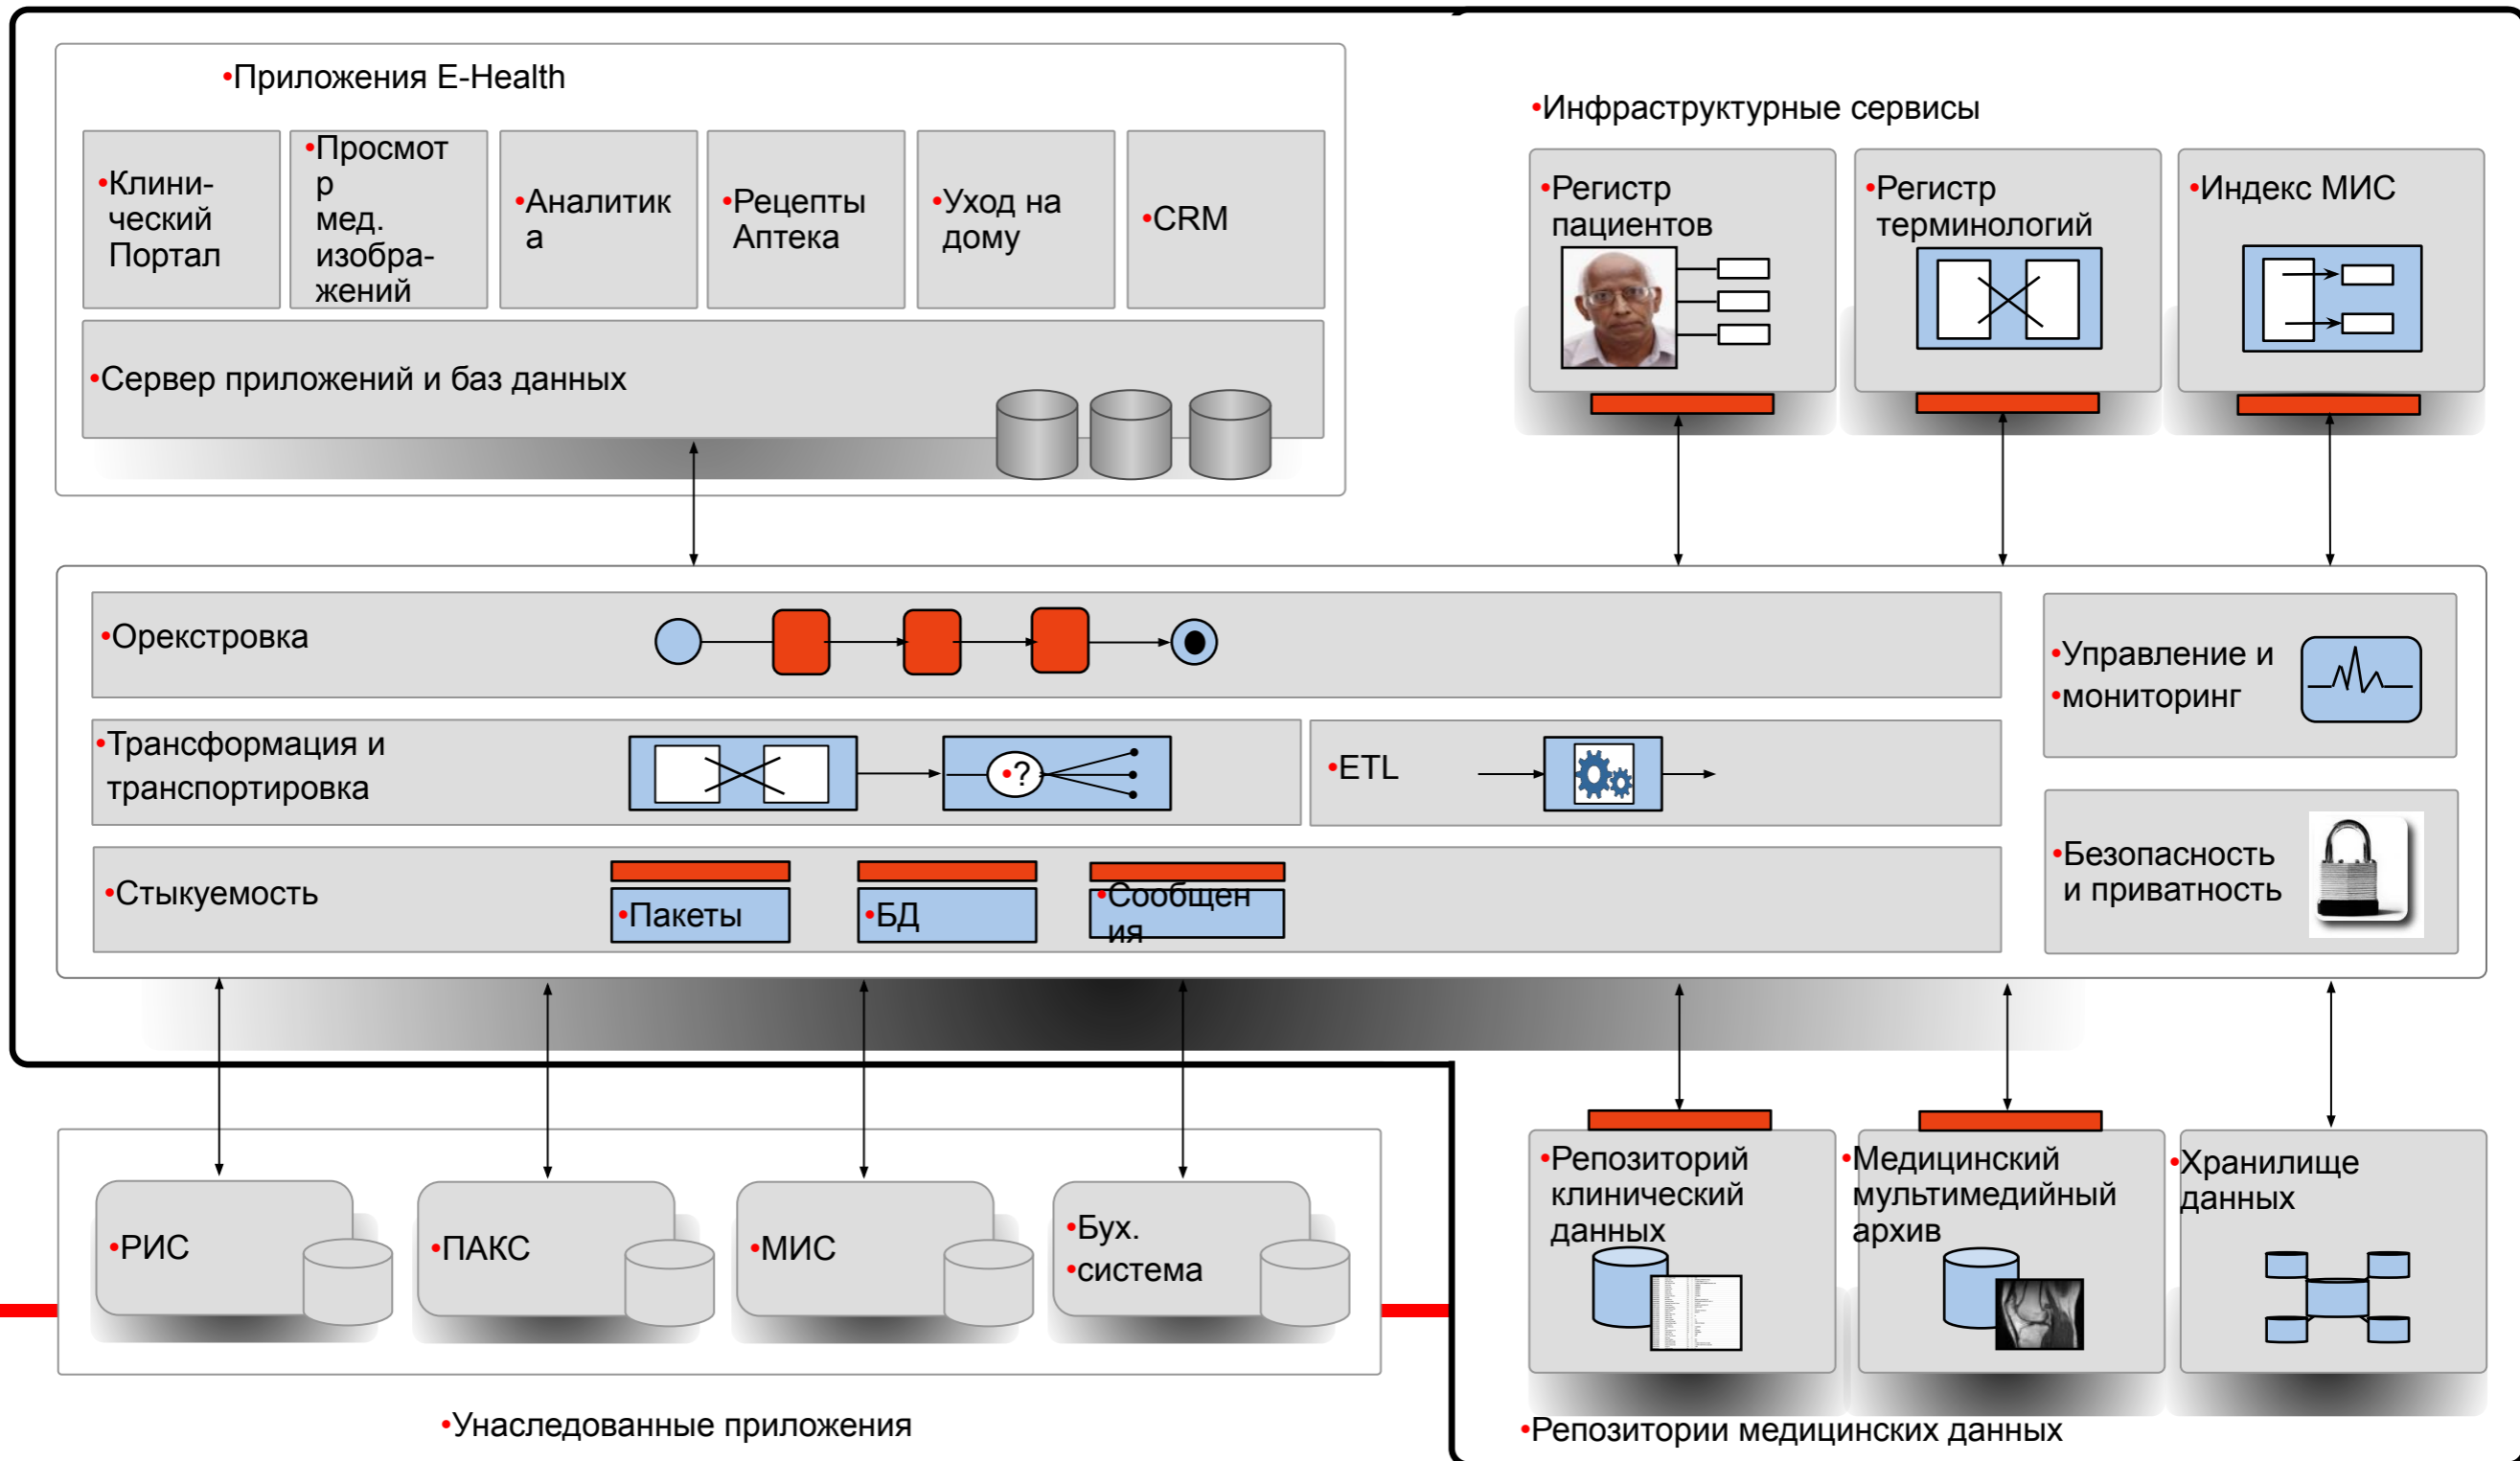 •Приложения E-Health
•Клини-
ческий
Портал
•Просмот
р
мед.
изобра-
жений
•Аналитик
а
•Рецепты
Аптека
•Уход на
дому
•CRM
•Сервер приложений и баз данных
•Инфраструктурные сервисы
•Регистр
пациентов
•Регистр
терминологий
•Индекс МИС
•Орекстровка
•Трансформация и
транспортировка
•?
•ETL
•Стыкуемость
•Пакеты
•БД
•Сообщен
ия
•Управление и
•мониторинг
•Безопасность
и приватность
•РИС
•ПАКС
•МИС
•Бух.
•система
•Унаследованные приложения
•Репозиторий
клинический
данных
•Медицинский
мультимедийный
архив
•Хранилище
данных
•Репозитории медицинских данных